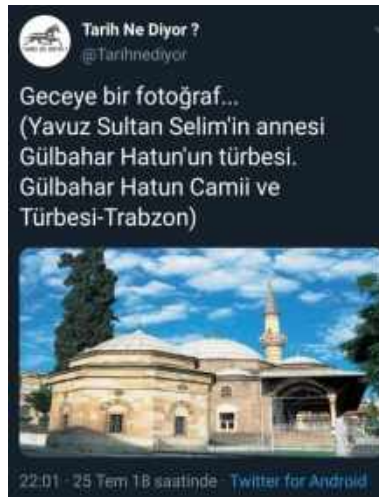 Tarih Ne Diyor ?
@Tarihnediyor
Geceye bir fotoğraf...
(Yavuz Sultan Selim'in annesi
Gülbahar Hatun'un türbesi.
Gülbahar Hatun Camii ve
Türbesi-Trabzon)
22:01 · 25 Tem 18 saatinde · Twitter for Android